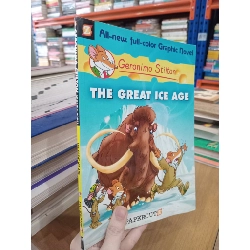 All-new full-color Graphic Novel
Geronimo Stilton
THE GREAT ICE AGE
PAPERCUTZ